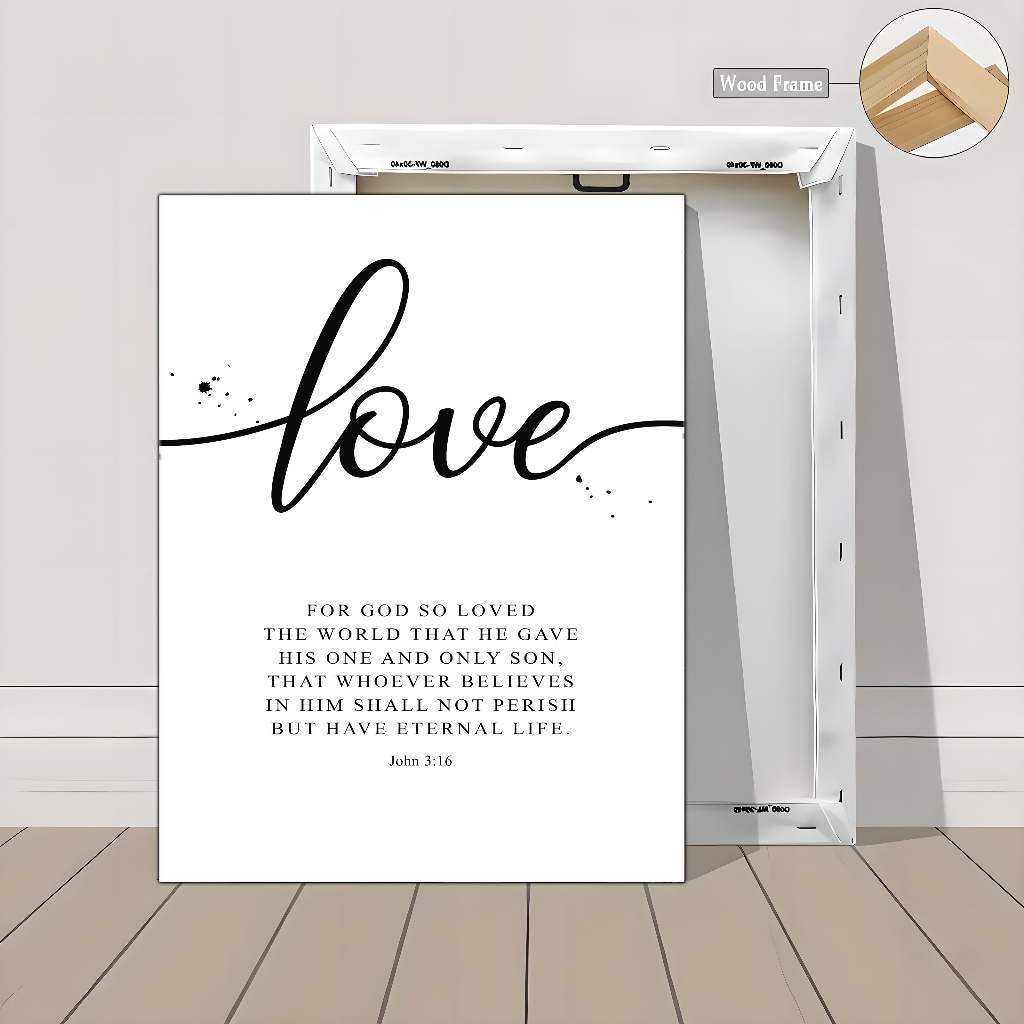 Wood Frame
love
FOR GOD SO LOVED
THE WORLD THAT HE GAVE
HIS ONE AND ONLY SON,
THAT WHOEVER BELIEVES
IN HIM SHALL NOT PERISH
BUT HAVE ETERNAL LIFE.
John 3:16